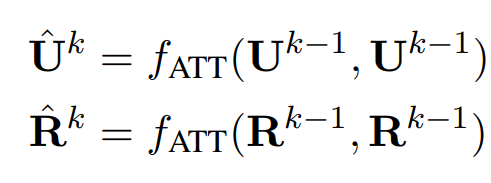 Û^k = f_ATT(U^{k−1}, U^{k−1})
R̂^k = f_ATT(R^{k−1}, R^{k−1})